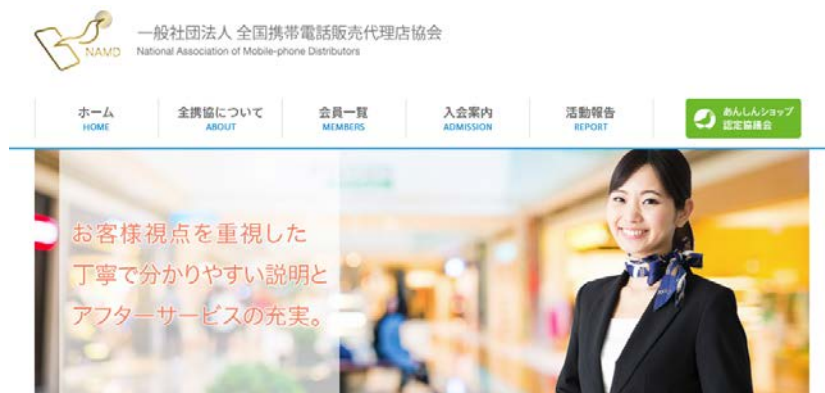 NAMD
一般社団法人 全国携帯電話販売代理店協会
National Association of Mobile-phone Distributors
ホーム
HOME
全携協について
ABOUT
会員一覧
MEMBERS
入会案内
ADMISSION
活動報告
REPORT
あんしんショップ
認定協議会
お客様視点を重視した
丁寧で分かりやすい説明と
アフターサービスの充実。